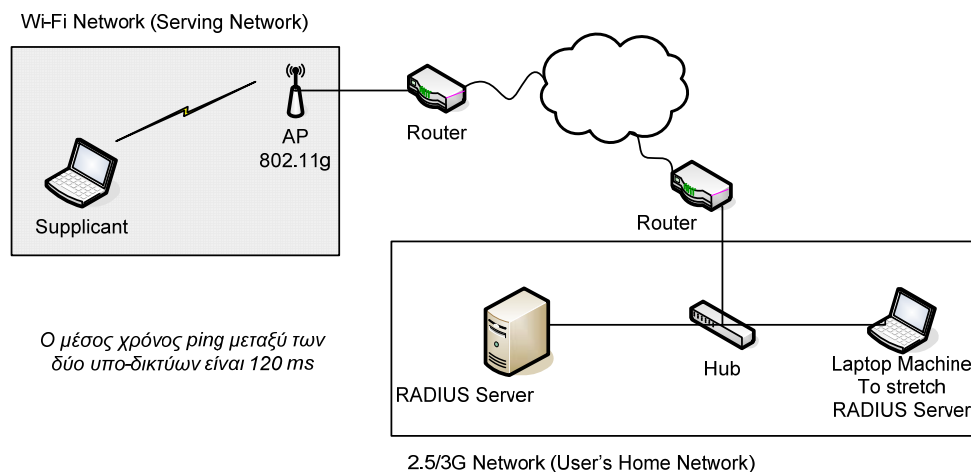 Wi-Fi Network (Serving Network)
AP
802.11g
Supplicant
Router
Router
Ο μέσος χρόνος ping μεταξύ των
δύο υπο-δικτύων είναι 120 ms
RADIUS Server
Hub
Laptop Machine
To stretch
RADIUS Server
2.5/3G Network (User's Home Network)